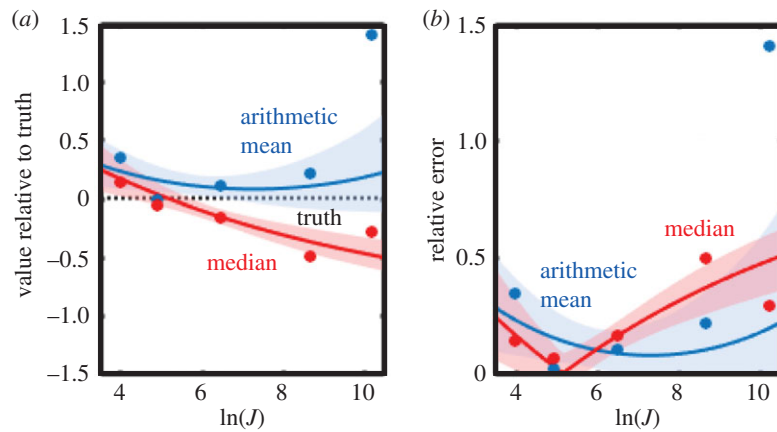 (a)
1.5
1.0
0.5
0
−0.5
−1.0
−1.5
value relative to truth
arithmetic
mean
truth
median
4 6 8 10
ln(J)
(b)
1.5
1.0
0.5
0
relative error
median
arithmetic
mean
4 6 8 10
ln(J)